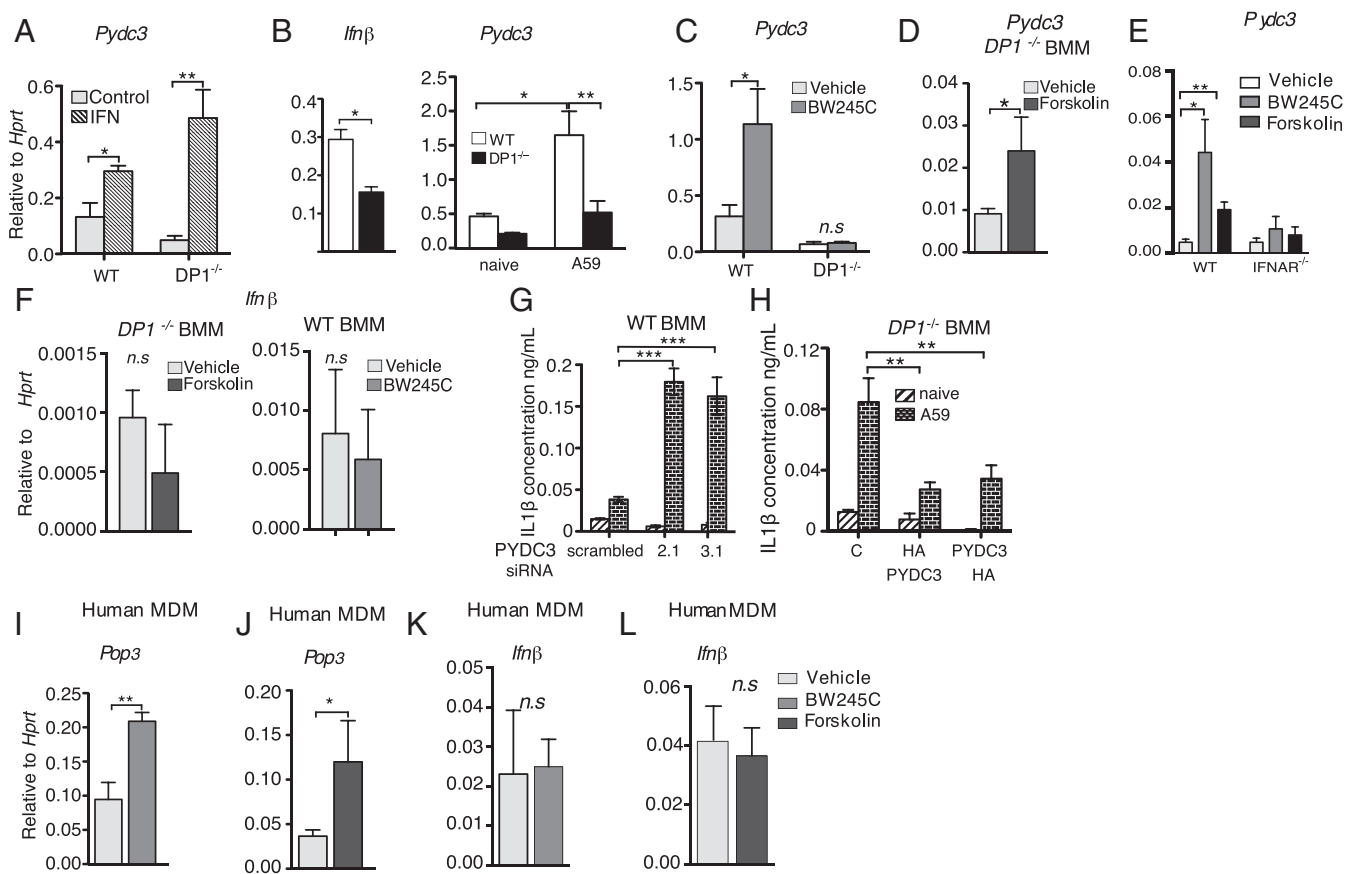 A
Pydc3
Relative to Hprt
0.6
0.4
0.2
0.0
Control
IFN
*
**
WT
DP1-/-
B
Ifnβ
0.4
0.3
0.2
0.1
*
Pydc3
2.5
2.0
1.5
1.0
0.5
0.0
*
**
WT
DP1-/-
naive
A59
C
Pydc3
1.5
1.0
0.5
0.0
*
Vehicle
BW245C
n.s
WT
DP1-/-
D
Pydc3
DP1 -/- BMM
0.04
0.03
0.02
0.01
0.00
Vehicle
Forskolin
*
E
Pydc3
0.08
0.06
0.04
0.02
0.00
Vehicle
BW245C
Forskolin
**
*
WT
IFNAR-/-
F
Ifnβ
DP1 -/- BMM
Relative to Hprt
0.0015
0.0010
0.0005
0.0000
n.s
Vehicle
Forskolin
WT BMM
0.015
0.010
0.005
0.000
n.s
Vehicle
BW245C
G
WT BMM
IL1β concentration ng/mL
0.2
0.15
0.10
0.05
0
***
***
PYDC3
siRNA
scrambled
2.1
3.1
H
DP1-/- BMM
IL1β concentration ng/mL
0.12
0.08
0.04
0
**
**
naive
A59
C
HA
PYDC3
PYDC3
HA
I
Human MDM
Pop3
Relative to Hprt
0.25
0.20
0.15
0.10
0.05
0.00
**
J
Human MDM
Pop3
0.20
0.15
0.10
0.05
0.00
*
K
Human MDM
Ifnβ
0.05
0.04
0.03
0.02
0.01
0.00
n.s
L
Human MDM
Ifnβ
0.06
0.04
0.02
0.00
n.s
Vehicle
BW245C
Forskolin